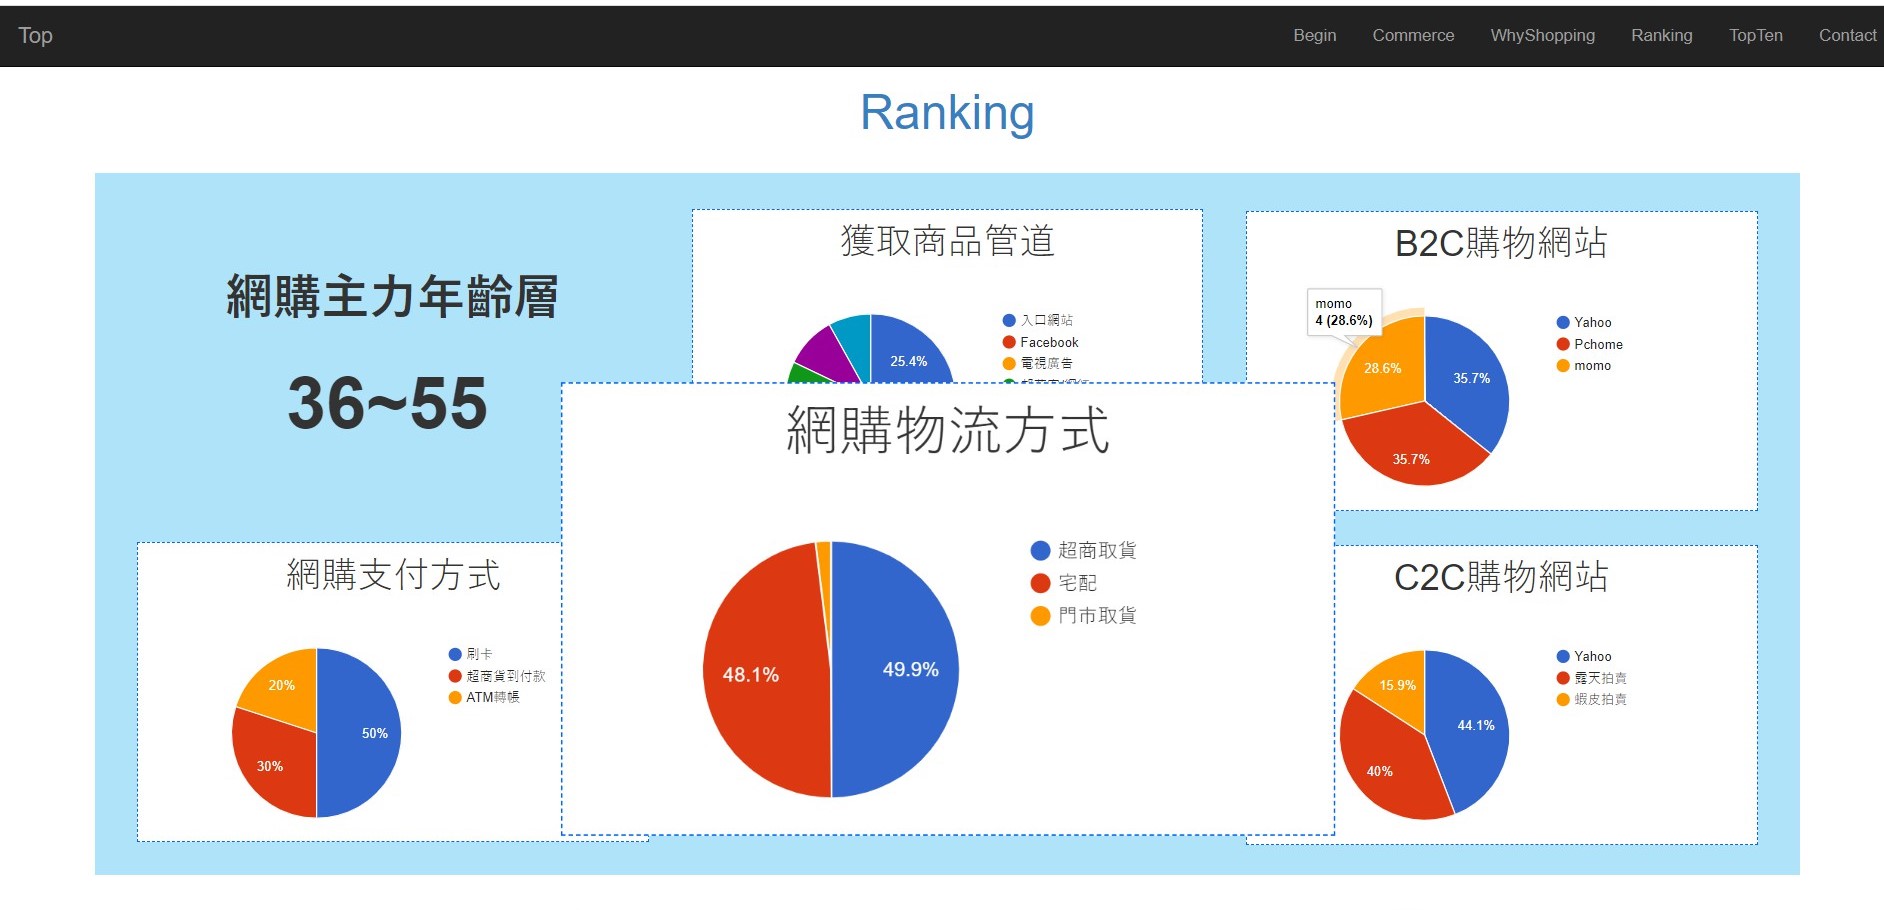 Top
Begin Commerce WhyShopping Ranking TopTen Contact
Ranking
網購主力年齡層
36~55
獲取商品管道
25.4%
入口網站
Facebook
電視廣告
B2C購物網站
momo
4 (28.6%)
28.6%
35.7%
35.7%
Yahoo
Pchome
momo
網購物流方式
48.1%
49.9%
超商取貨
宅配
門市取貨
網購支付方式
20%
50%
30%
刷卡
超商貨到付款
ATM轉帳
C2C購物網站
15.9%
44.1%
40%
Yahoo
露天拍賣
蝦皮拍賣